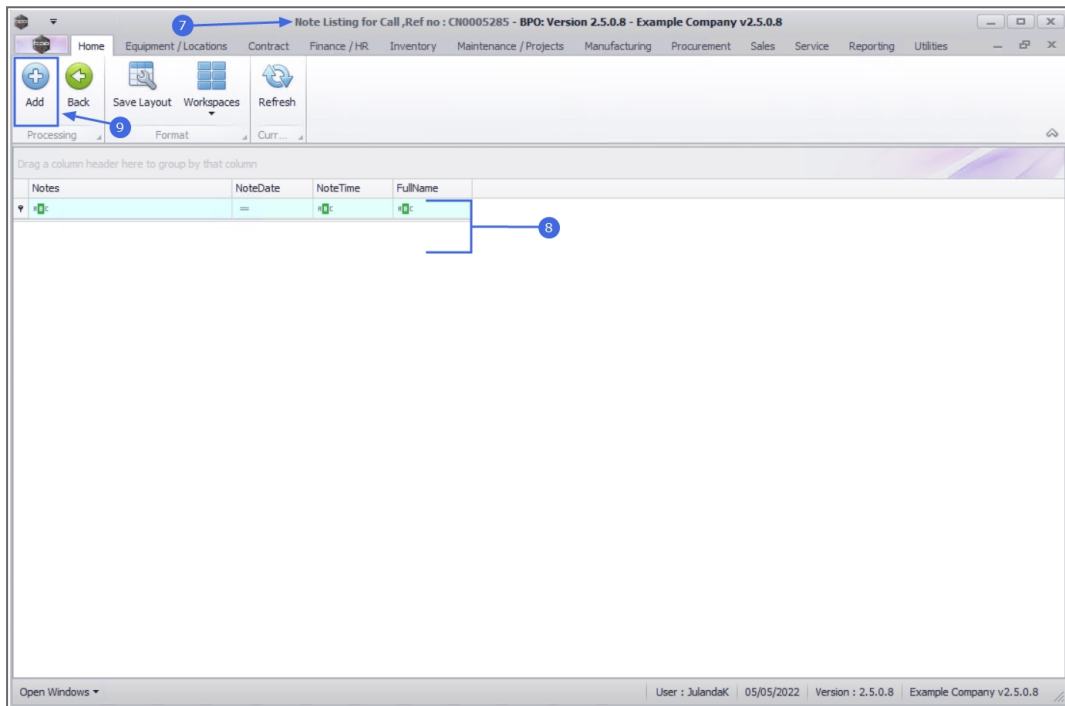 7
Note Listing for Call ,Ref no : CN0005285 - BPO: Version 2.5.0.8 - Example Company v2.5.0.8
Home Equipment / Locations Contract Finance / HR Inventory Maintenance / Projects Manufacturing Procurement Sales Service Reporting Utilities
Add Back Save Layout Workspaces Refresh
9
Processing Format Curr...
Drag a column header here to group by that column
Notes NoteDate NoteTime FullName
=
8
Open Windows User : JulandaK 05/05/2022 Version : 2.5.0.8 Example Company v2.5.0.8